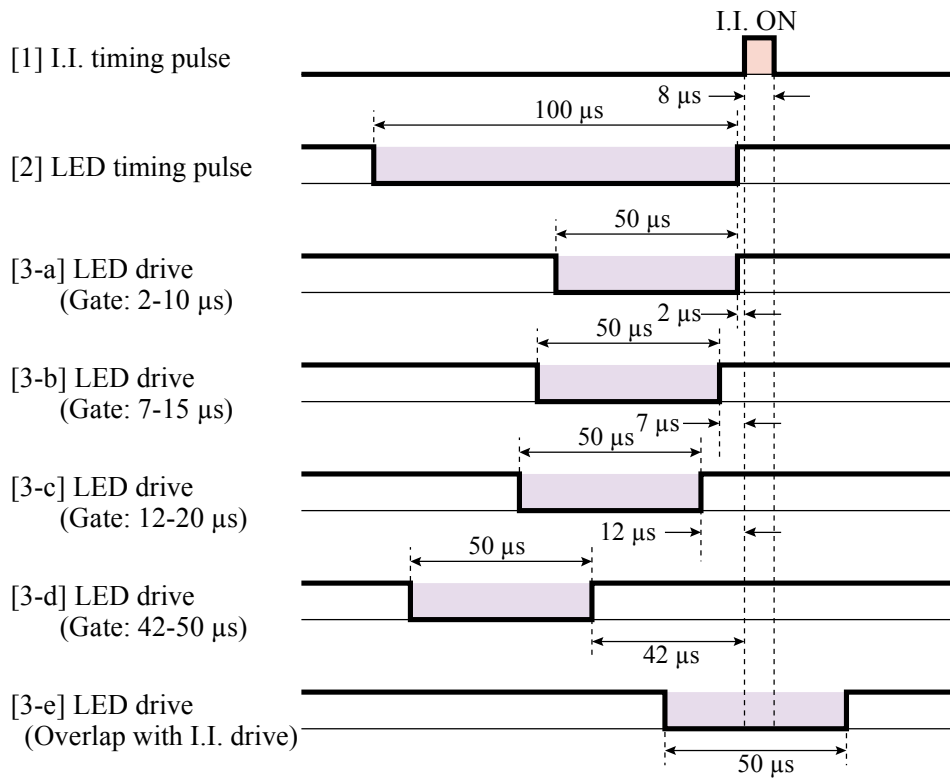 I.I. ON
[1] I.I. timing pulse
8 µs
100 µs
[2] LED timing pulse
50 µs
[3-a] LED drive
(Gate: 2-10 µs)
2 µs
50 µs
[3-b] LED drive
(Gate: 7-15 µs)
7 µs
50 µs
[3-c] LED drive
(Gate: 12-20 µs)
12 µs
50 µs
[3-d] LED drive
(Gate: 42-50 µs)
42 µs
[3-e] LED drive
(Overlap with I.I. drive)
50 µs